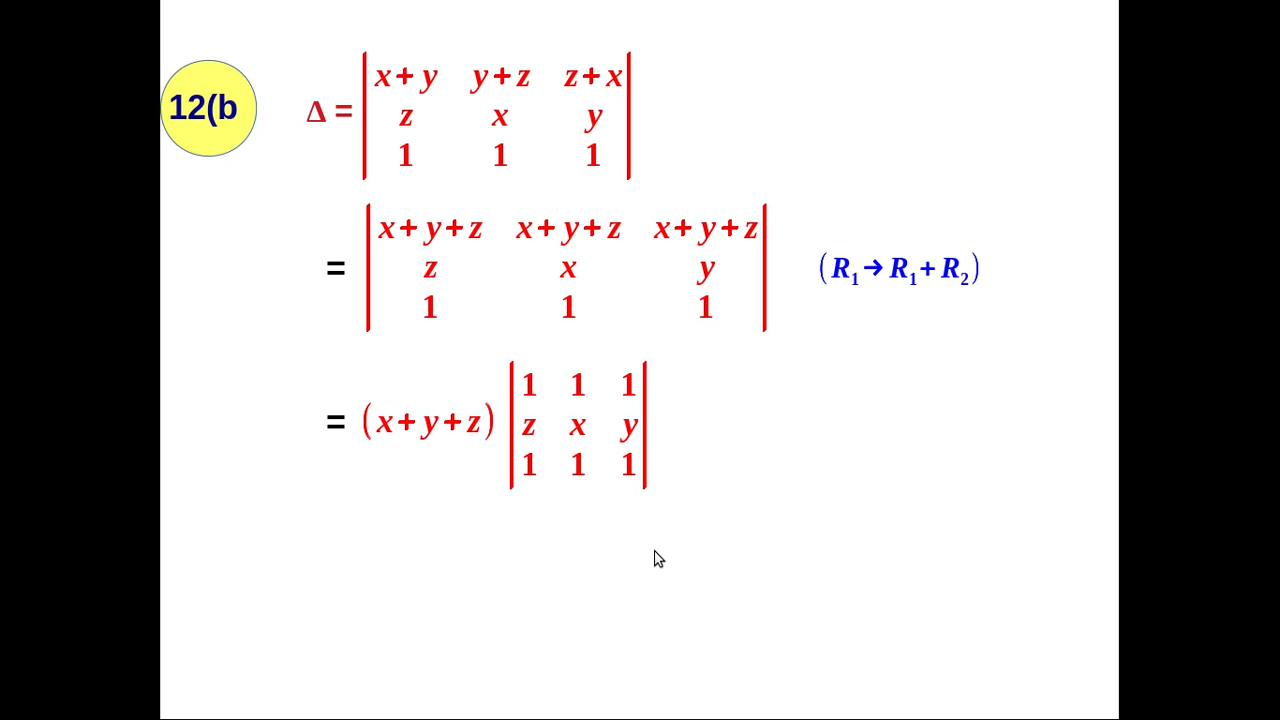 12(b
Δ = | x+y y+z z+x |
| z x y |
| 1 1 1 |
= | x+y+z x+y+z x+y+z |
| z x y |
| 1 1 1 |
(R₁→R₁+R₂)
= (x+y+z) | 1 1 1 |
| z x y |
| 1 1 1 |